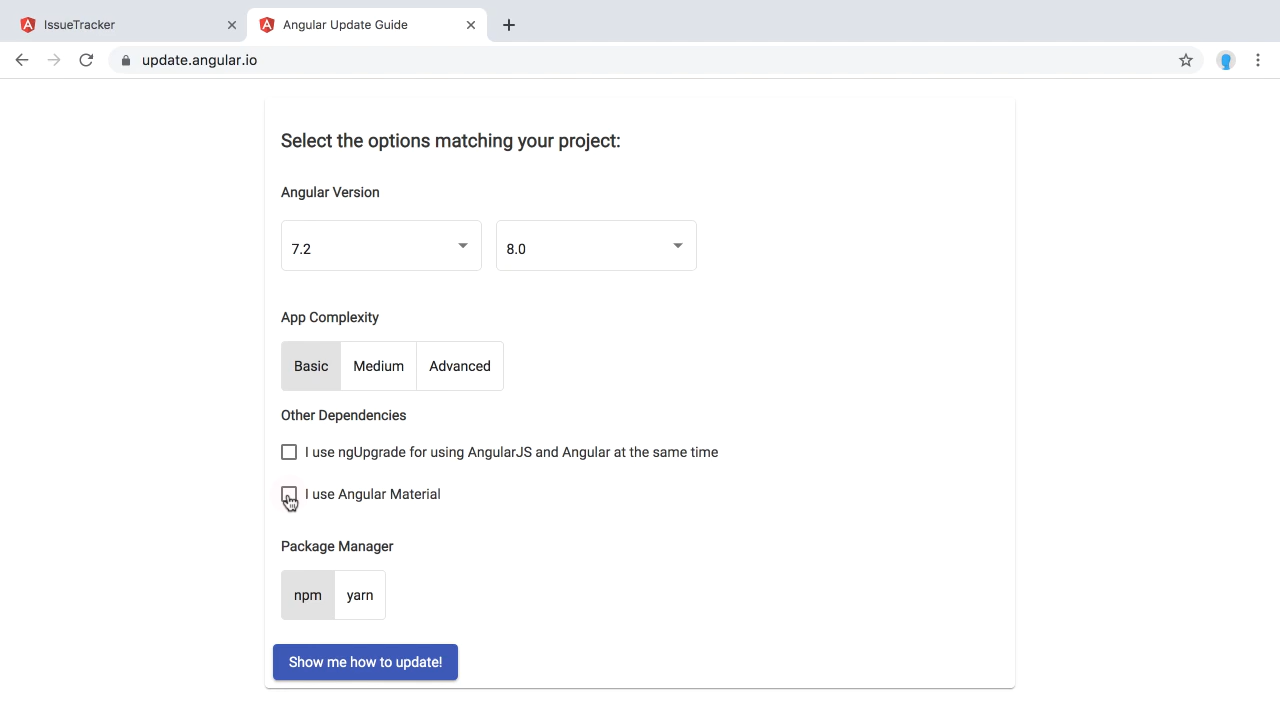 IssueTracker
Angular Update Guide
update.angular.io
Select the options matching your project:
Angular Version
7.2
8.0
App Complexity
Basic
Medium
Advanced
Other Dependencies
I use ngUpgrade for using AngularJS and Angular at the same time
I use Angular Material
Package Manager
npm
yarn
Show me how to update!